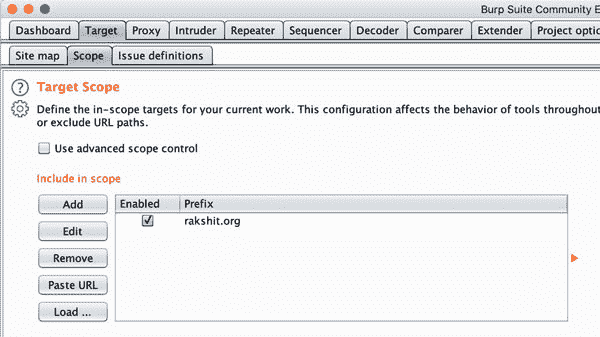 Burp Suite Community E
Dashboard Target Proxy Intruder Repeater Sequencer Decoder Comparer Extender Project optio
Site map Scope Issue definitions
Target Scope
Define the in-scope targets for your current work. This configuration affects the behavior of tools throughout
or exclude URL paths.
Use advanced scope control
Include in scope
Add Enabled Prefix
rakshit.org
Edit
Remove
Paste URL
Load ...